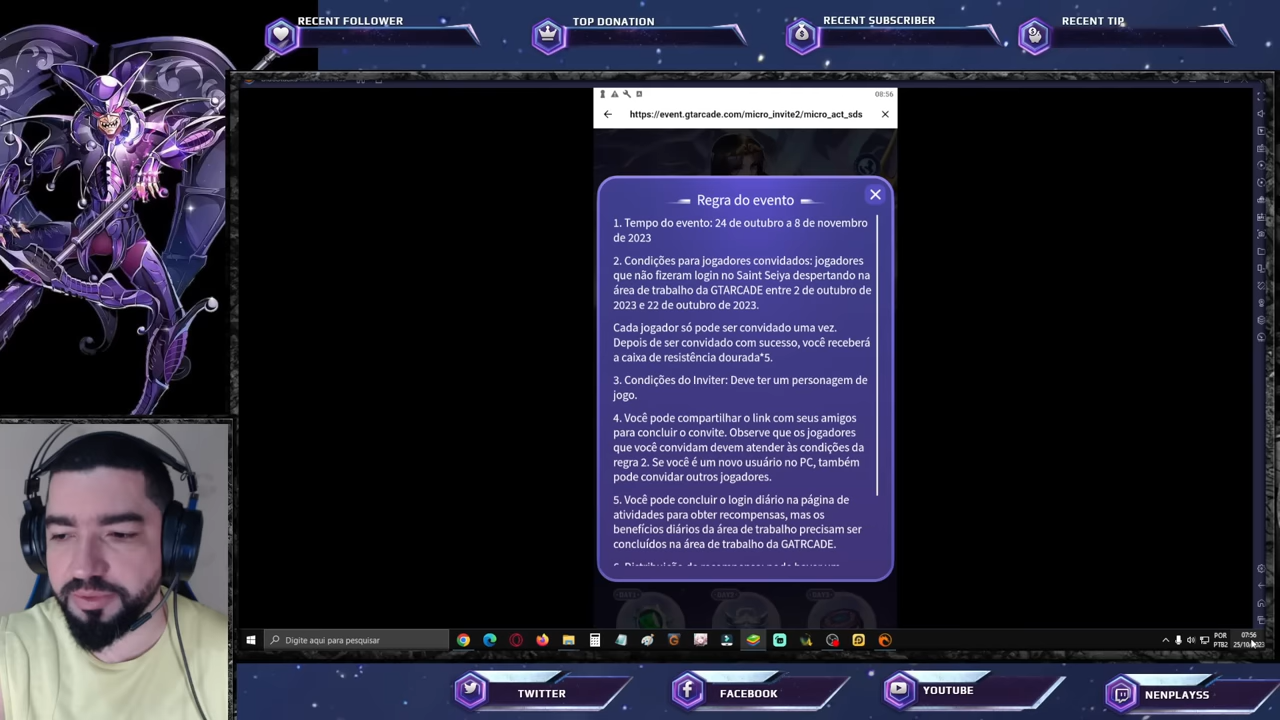 RECENT FOLLOWER
TOP DONATION
RECENT SUBSCRIBER
RECENT TIP
08:56
https://event.gtarcade.com/micro_invite2/micro_act_sds
Regra do evento
1. Tempo do evento: 24 de outubro a 8 de novembro
de 2023
2. Condições para jogadores convidados: jogadores
que não fizeram login no Saint Seiya despertando na
área de trabalho da GTARCADE entre 2 de outubro de
2023 e 22 de outubro de 2023.
Cada jogador só pode ser convidado uma vez.
Depois de ser convidado com sucesso, você receberá
a caixa de resistência dourada*5.
3. Condições do Inviter: Deve ter um personagem de
jogo.
4. Você pode compartilhar o link com seus amigos
para concluir o convite. Observe que os jogadores
que você convidam devem atender às condições da
regra 2. Se você é um novo usuário no PC, também
pode convidar outros jogadores.
5. Você pode concluir o login diário na página de
atividades para obter recompensas, mas os
benefícios diários da área de trabalho precisam ser
concluídos na área de trabalho da GATRCADE.
Digite aqui para pesquisar
POR
PTB2
07:56
TWITTER
FACEBOOK
YOUTUBE
NENPLAYSS